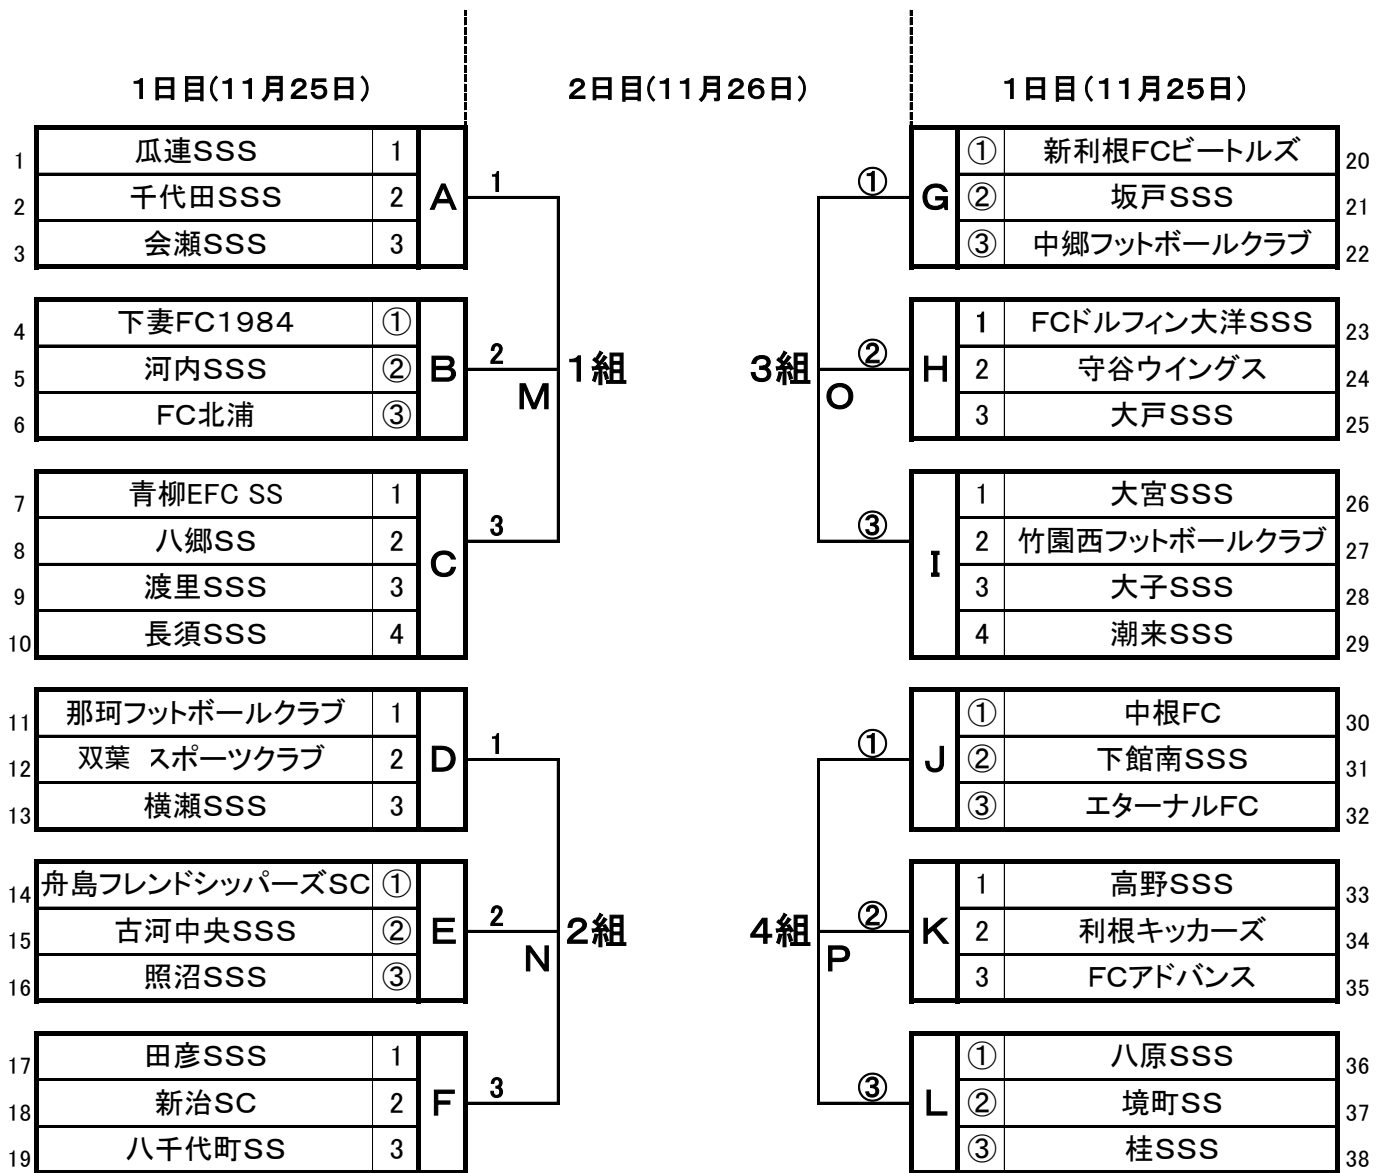 1日目(11月25日)
2日目(11月26日)
1日目(11月25日)
1 瓜連SSS 1
2 千代田SSS 2
3 会瀬SSS 3
A
1
4 下妻FC1984 ①
5 河内SSS ②
6 FC北浦 ③
B
2
M
1組
7 青柳EFC SS 1
8 八郷SS 2
9 渡里SSS 3
10 長須SSS 4
C
3
11 那珂フットボールクラブ 1
12 双葉 スポーツクラブ 2
13 横瀬SSS 3
D
1
14 舟島フレンドシッパーズSC ①
15 古河中央SSS ②
16 照沼SSS ③
E
2
N
2組
17 田彦SSS 1
18 新治SC 2
19 八千代町SS 3
F
3
①
G
① 新利根FCビートルズ 20
② 坂戸SSS 21
③ 中郷フットボールクラブ 22
3組
②
O
H
1 FCドルフィン大洋SSS 23
2 守谷ウイングス 24
3 大戸SSS 25
③
I
1 大宮SSS 26
2 竹園西フットボールクラブ 27
3 大子SSS 28
4 潮来SSS 29
①
J
① 中根FC 30
② 下館南SSS 31
③ エターナルFC 32
4組
②
P
K
1 高野SSS 33
2 利根キッカーズ 34
3 FCアドバンス 35
③
L
① 八原SSS 36
② 境町SS 37
③ 桂SSS 38